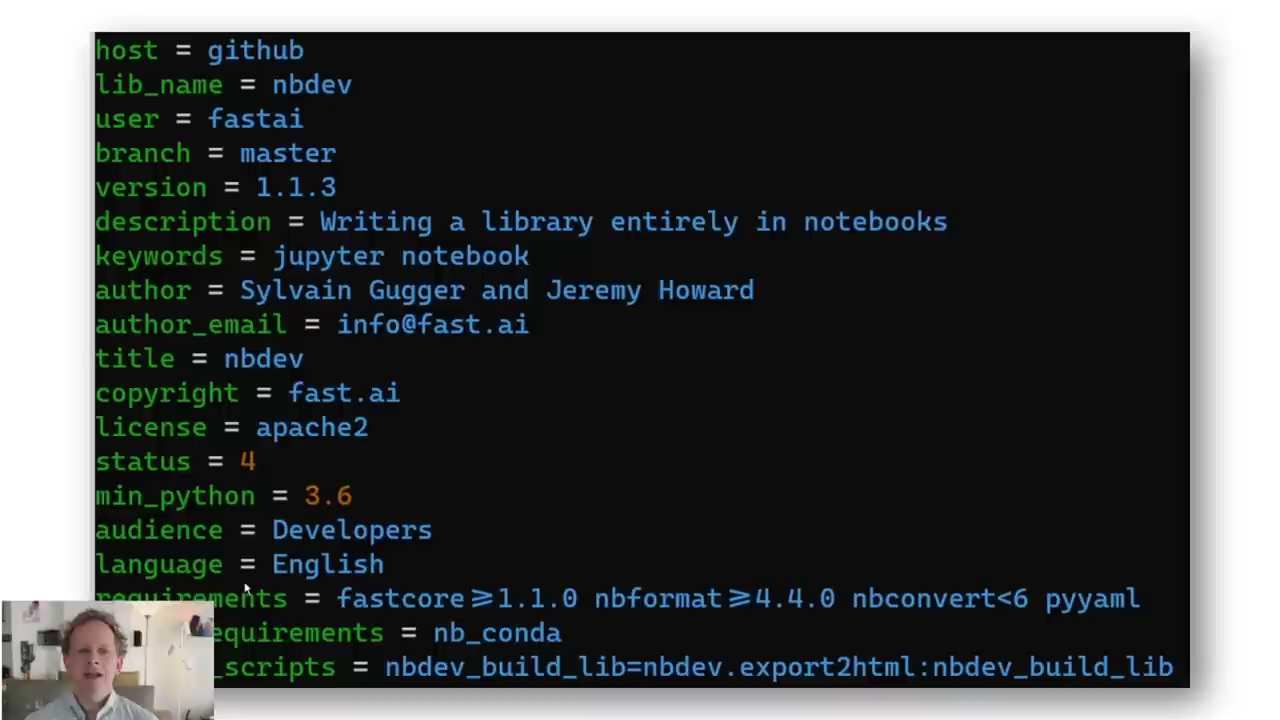 host = github
lib_name = nbdev
user = fastai
branch = master
version = 1.1.3
description = Writing a library entirely in notebooks
keywords = jupyter notebook
author = Sylvain Gugger and Jeremy Howard
author_email = info@fast.ai
title = nbdev
copyright = fast.ai
license = apache2
status = 4
min_python = 3.6
audience = Developers
language = English
requirements = fastcore>=1.1.0 nbformat>=4.4.0 nbconvert<6 pyyaml
equirements = nb_conda
_scripts = nbdev_build_lib=nbdev.export2html:nbdev_build_lib